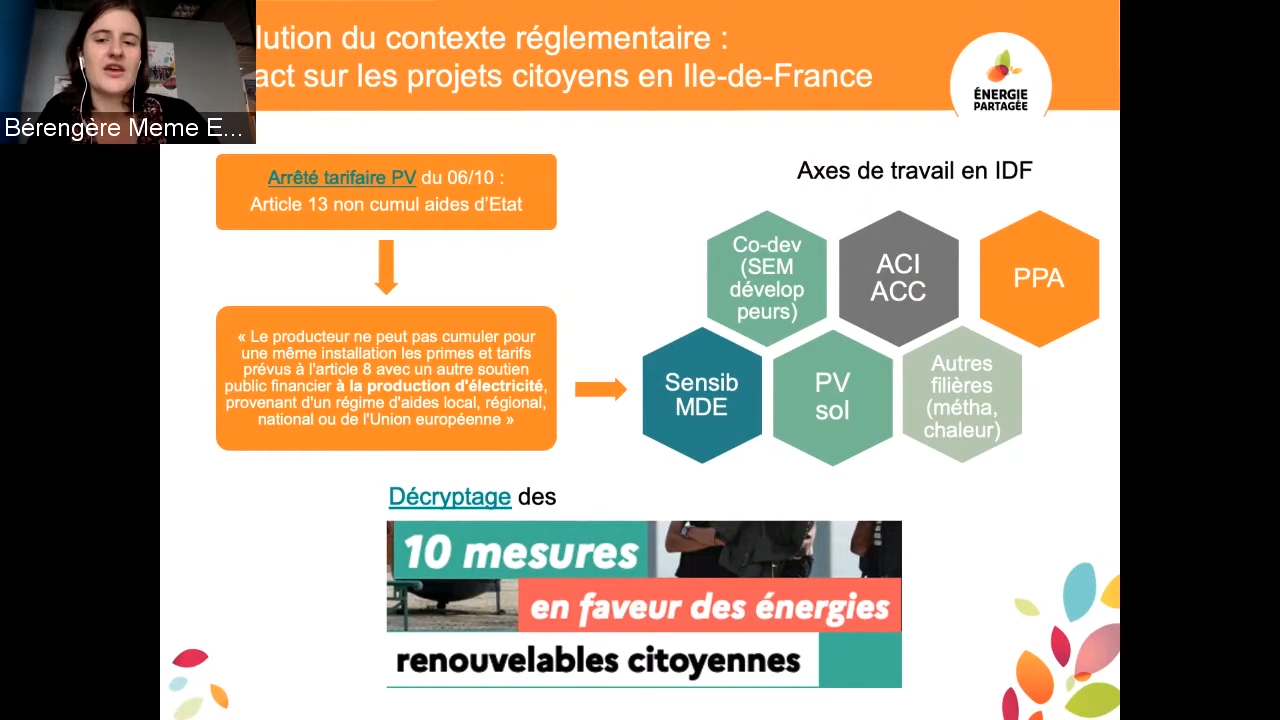 lution du contexte réglementaire :
act sur les projets citoyens en Ile-de-France
ÉNERGIE
PARTAGÉE
Bérengère Meme E...
Arrêté tarifaire PV du 06/10 :
Article 13 non cumul aides d'Etat
« Le producteur ne peut pas cumuler pour
une même installation les primes et tarifs
prévus à l'article 8 avec un autre soutien
public financier à la production d'électricité,
provenant d'un régime d'aides local, régional,
national ou de l'Union européenne »
Axes de travail en IDF
Co-dev
(SEM
dévelop
peurs)
ACI
ACC
PPA
Sensib
MDE
PV
sol
Autres
filières
(métha,
chaleur)
Décryptage des
10 mesures
en faveur des énergies
renouvelables citoyennes